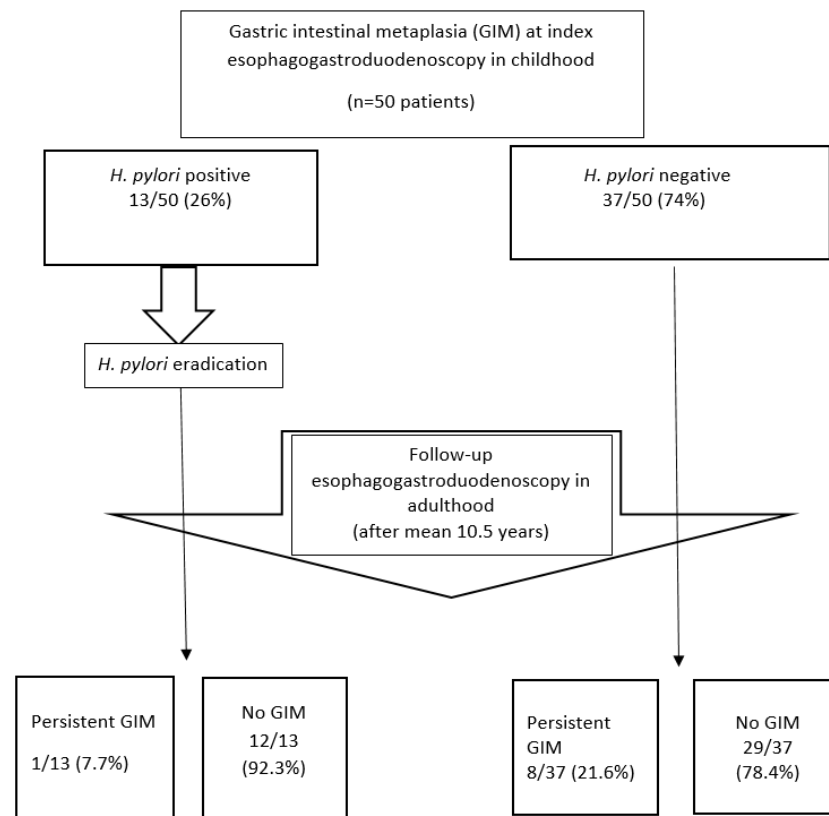 Gastric intestinal metaplasia (GIM) at index
esophagogastroduodenoscopy in childhood
(n=50 patients)
H. pylori positive
13/50 (26%)
H. pylori negative
37/50 (74%)
H. pylori eradication
Follow-up
esophagogastroduodenoscopy in
adulthood
(after mean 10.5 years)
Persistent GIM
1/13 (7.7%)
No GIM
12/13
(92.3%)
Persistent
GIM
8/37 (21.6%)
No GIM
29/37
(78.4%)